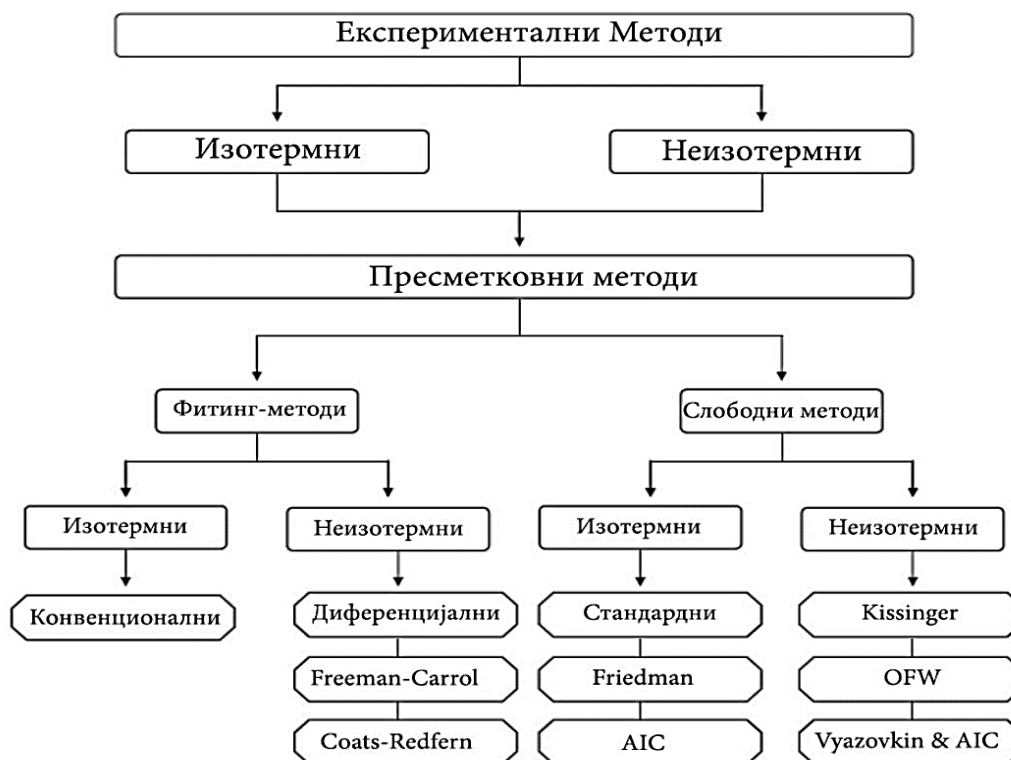 Експериментални Методи
Изотермни
Неизотермни
Пресметковни методи
Фитинг-методи
Слободни методи
Изотермни
Неизотермни
Изотермни
Неизотермни
Конвенционални
Диференцијални
Стандардни
Kissinger
Freeman-Carrol
Friedman
OFW
Coats-Redfern
AIC
Vyazovkin & AIC